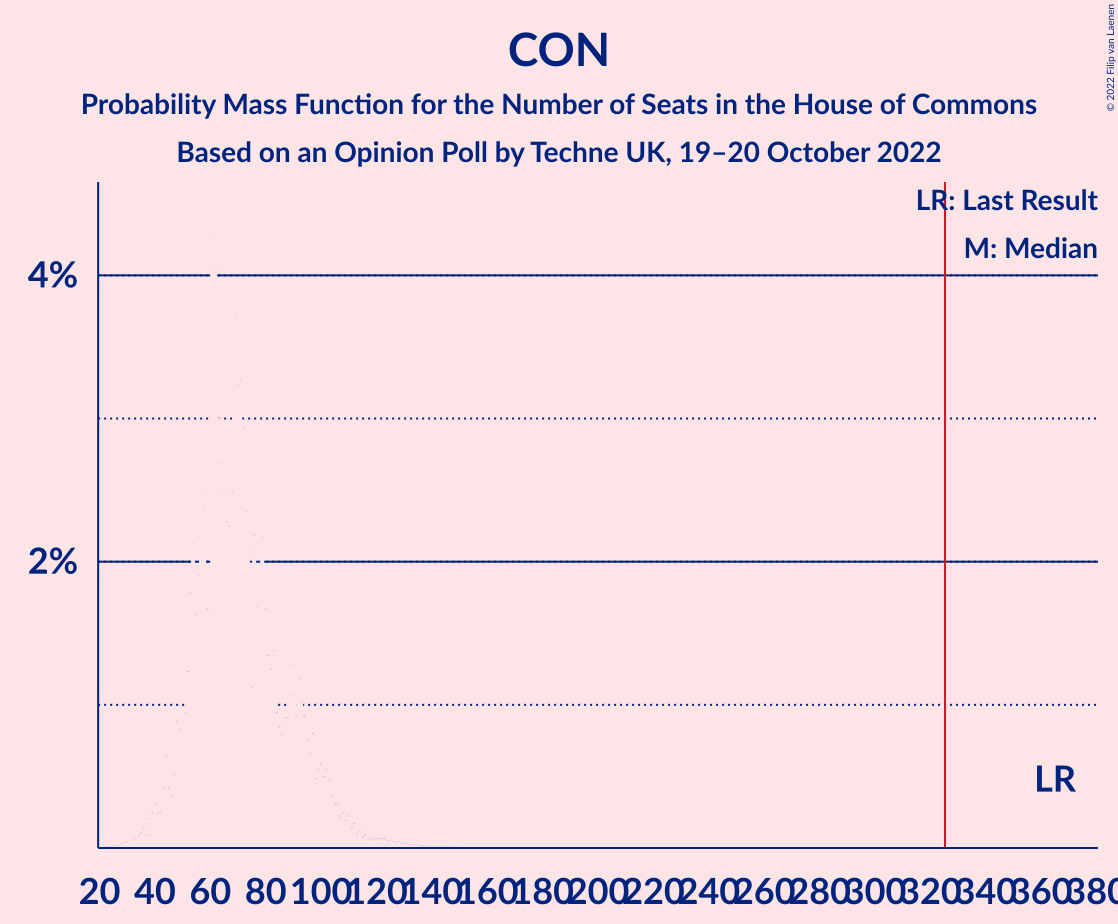 CON
Probability Mass Function for the Number of Seats in the House of Commons
Based on an Opinion Poll by Techne UK, 19–20 October 2022
© 2022 Filip van Laenen
LR: Last Result
M: Median
4%
2%
LR
20 40 60 80 100 120 140 160 180 200 220 240 260 280 300 320 340 360 380